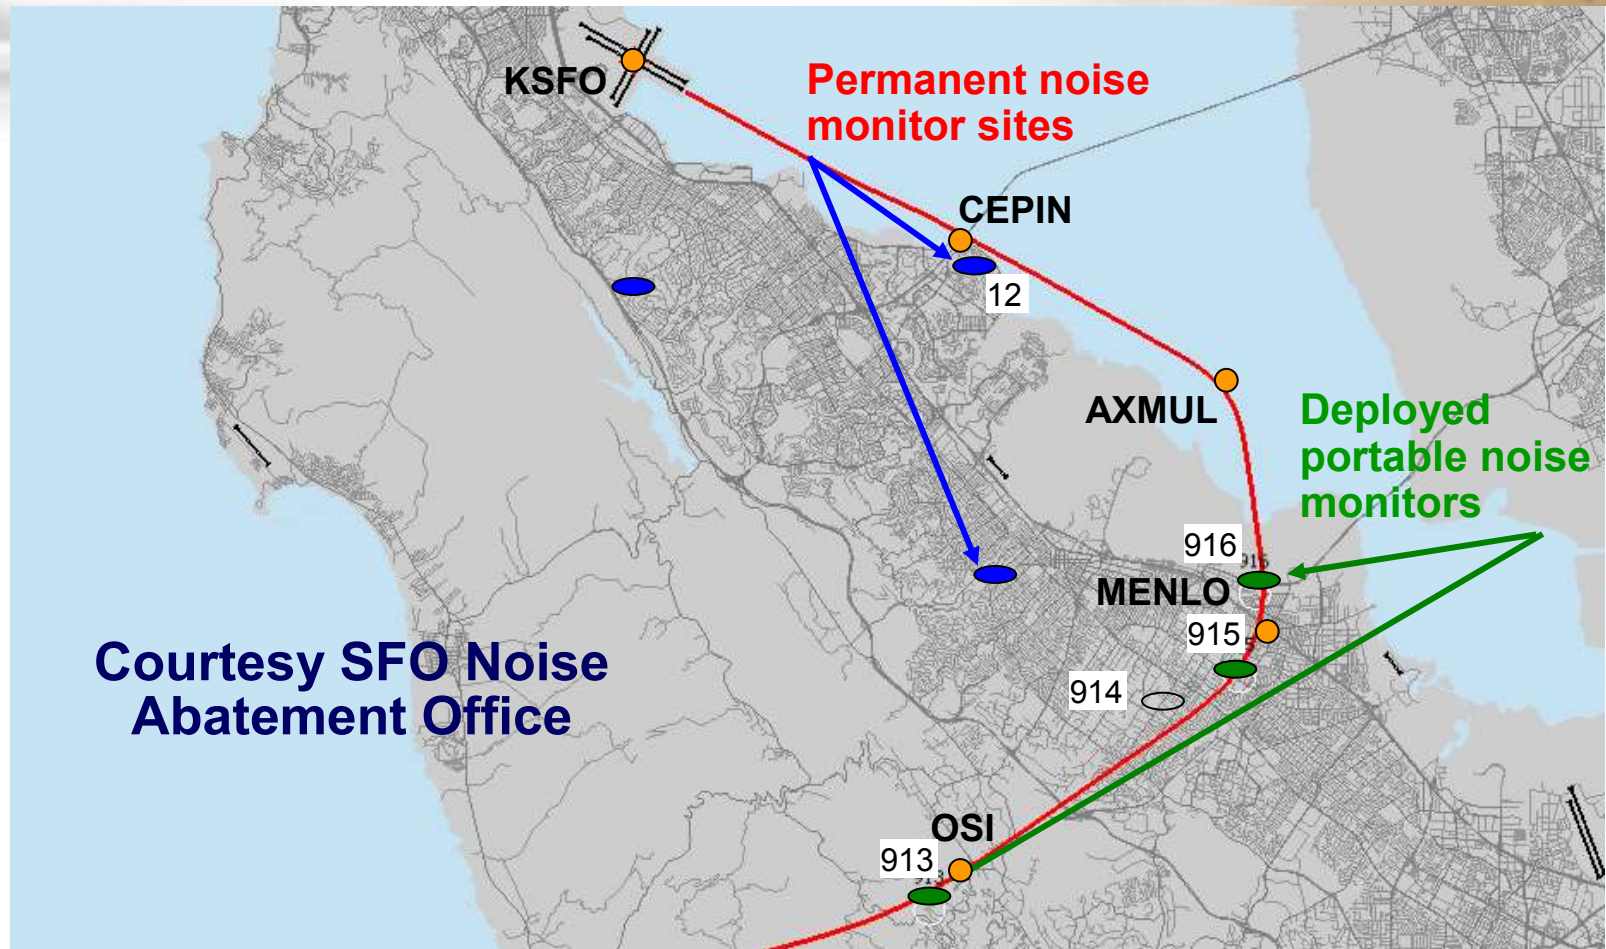 KSFO
Permanent noise
monitor sites
CEPIN
12
AXMUL
Deployed
portable noise
monitors
916
MENLO
915
914
Courtesy SFO Noise
Abatement Office
OSI
913